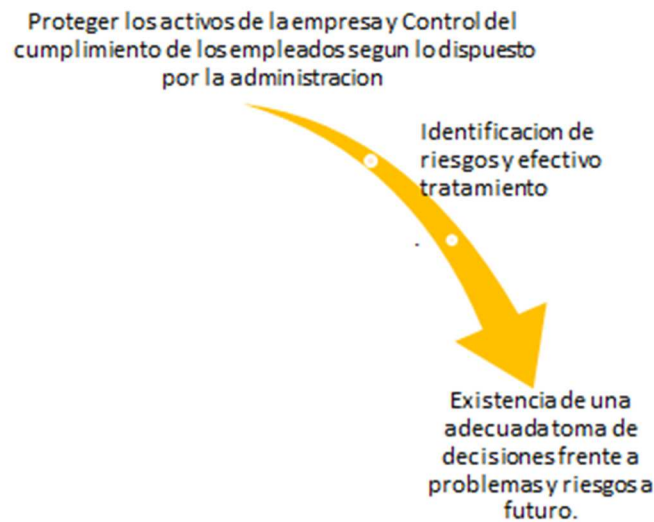 Proteger los activos de la empresa y Control del
cumplimiento de los empleados segun lo dispuesto
por la administracion
Identificacion de
riesgos y efectivo
tratamiento
.
Existencia de una
adecuada toma de
decisiones frente a
problemas y riesgos a
futuro.